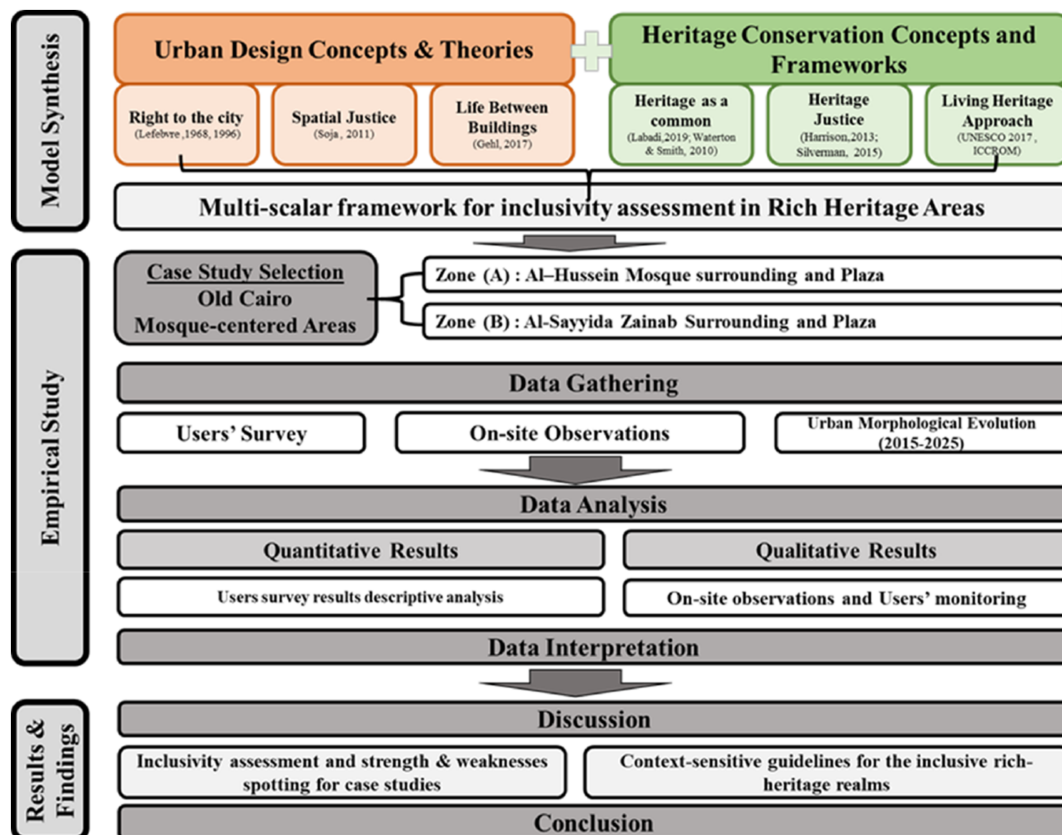 Model Synthesis
Urban Design Concepts & Theories
Heritage Conservation Concepts and
Frameworks
Right to the city
(Lefebvre ,1968, 1996)
Spatial Justice
(Soja , 2011)
Life Between
Buildings
(Gehl, 2017)
Heritage as a
common
(Labadi,2019; Waterton
& Smith, 2010)
Heritage
Justice
(Harrison,2013;
Silverman, 2015)
Living Heritage
Approach
(UNESCO 2017 ,
ICCROM)
Multi-scalar framework for inclusivity assessment in Rich Heritage Areas
Empirical Study
Case Study Selection
Old Cairo
Mosque-centered Areas
Zone (A) : Al–Hussein Mosque surrounding and Plaza
Zone (B) : Al-Sayyida Zainab Surrounding and Plaza
Data Gathering
Users' Survey
On-site Observations
Urban Morphological Evolution
(2015-2025)
Data Analysis
Quantitative Results
Qualitative Results
Users survey results descriptive analysis
On-site observations and Users' monitoring
Data Interpretation
Results &
Findings
Discussion
Inclusivity assessment and strength & weaknesses
spotting for case studies
Context-sensitive guidelines for the inclusive rich-
heritage realms
Conclusion